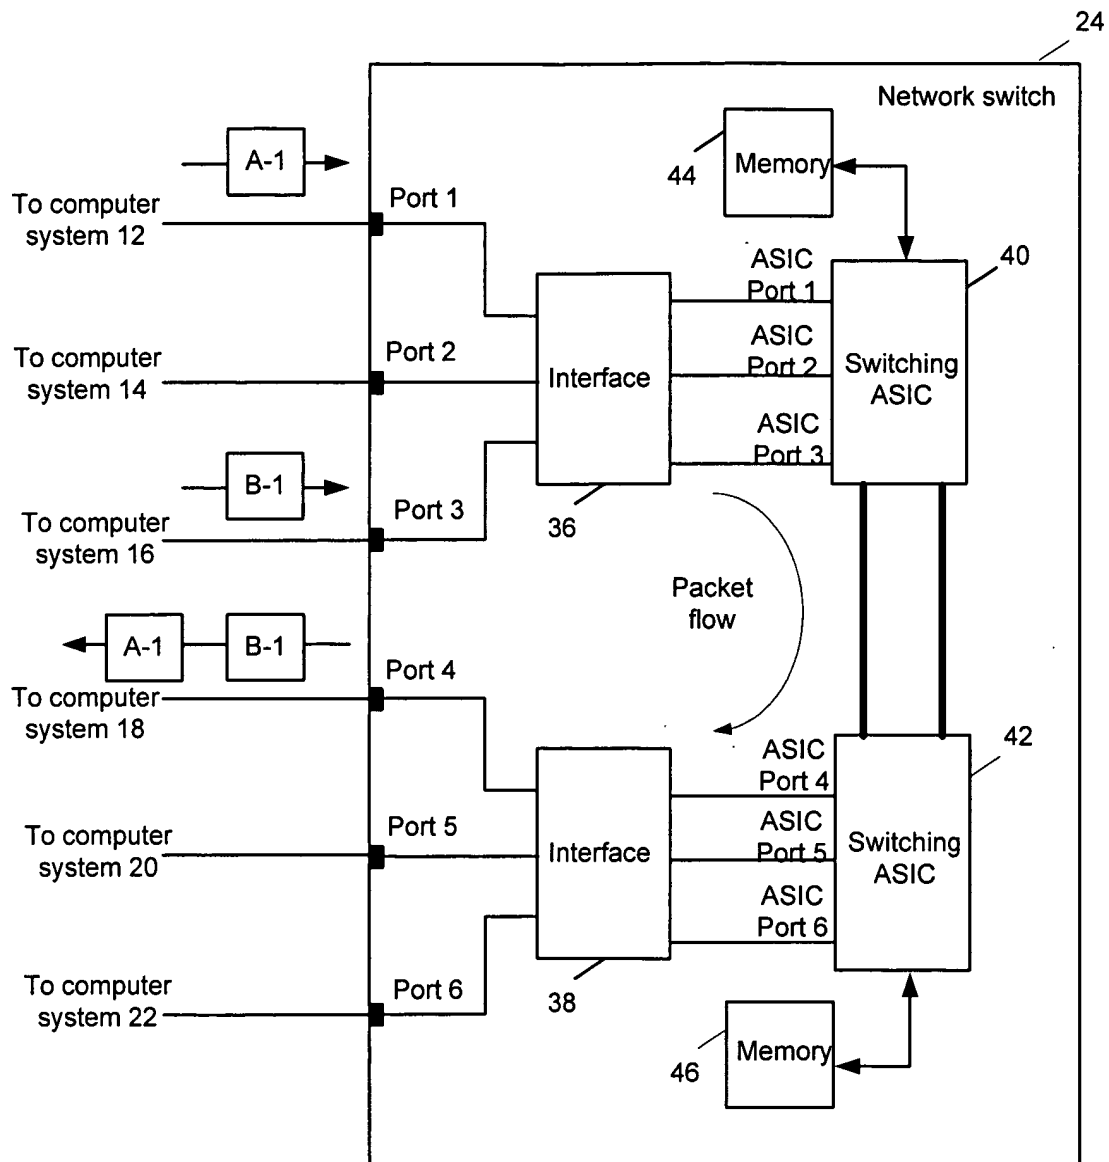 24
Network switch
A-1
44
Memory
To computer
system 12
Port 1
40
ASIC
Port 1
To computer
system 14
Port 2
Interface
ASIC
Port 2
Switching
ASIC
ASIC
Port 3
B-1
To computer
system 16
Port 3
36
Packet
flow
A-1
B-1
To computer
system 18
Port 4
42
ASIC
Port 4
To computer
system 20
Port 5
Interface
ASIC
Port 5
Switching
ASIC
ASIC
Port 6
To computer
system 22
Port 6
38
46
Memory